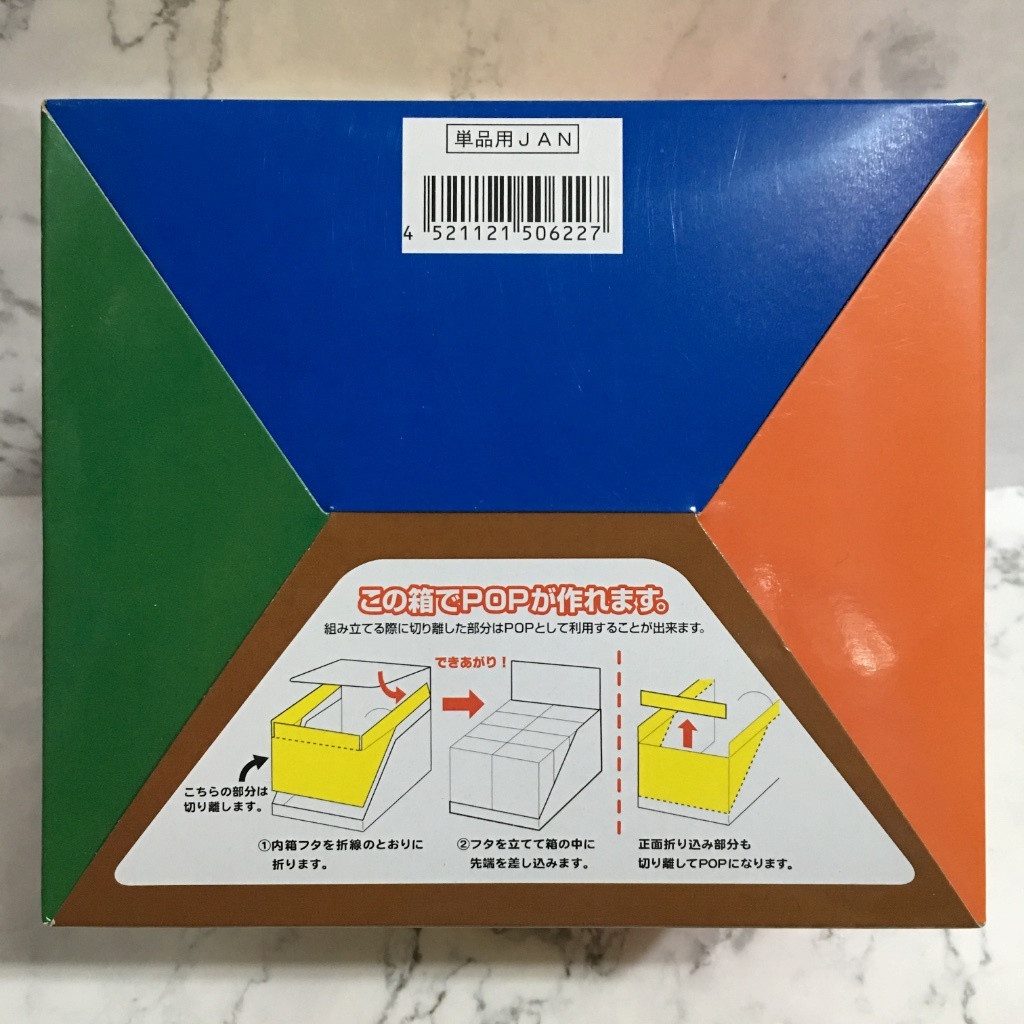 単品用JAN
4 521121 506227
この箱でPOPが作れます。
組み立てる際に切り離した部分はPOPとして利用することが出来ます。
できあがり！
こちらの部分は
切り離します。
①内箱フタを折線のとおりに
折ります。
②フタを立てて箱の中に
先端を差し込みます。
正面折り込み部分も
切り離してPOPになります。